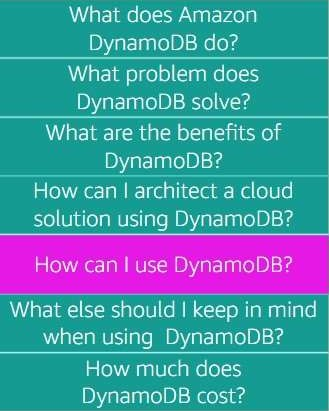 What does Amazon
DynamoDB do?
What problem does
DynamoDB solve?
What are the benefits of
DynamoDB?
How can I architect a cloud
solution using DynamoDB?
How can I use DynamoDB?
What else should I keep in mind
when using  DynamoDB?
How much does
DynamoDB cost?